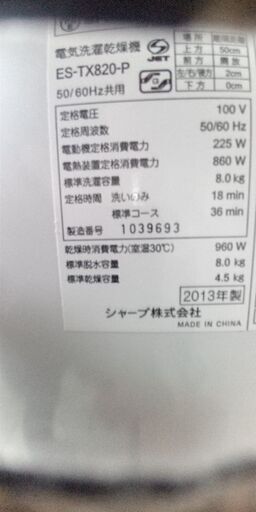 場所
上方 50cm
前方 開放
左/右/後方 2cm
下方 0cm
電気洗濯乾燥機
JET
ES-TX820-P
50/60Hz共用
定格電圧 100 V
定格周波数 50/60 Hz
電動機定格消費電力 225 W
電熱装置定格消費電力 860 W
標準洗濯容量 8.0 kg
定格時間 洗いのみ 18 min
標準コース 36 min
製造番号 1039693
乾燥時消費電力(室温30℃) 960 W
標準脱水容量 8.0 kg
標準乾燥容量 4.5 kg
2013年製
シャープ株式会社
MADE IN CHINA